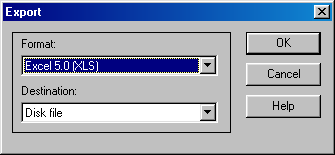 Export
Format:
Excel 5.0 (XLS)
Destination:
Disk file
OK
Cancel
Help